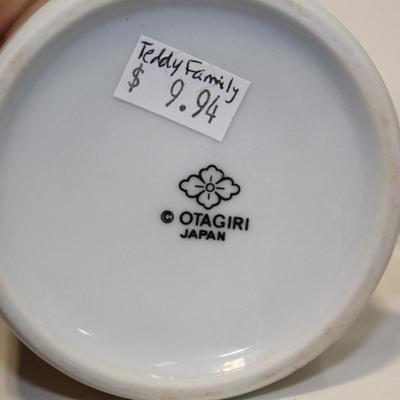 Teddy Family
$ 9.94
© OTAGIRI
JAPAN